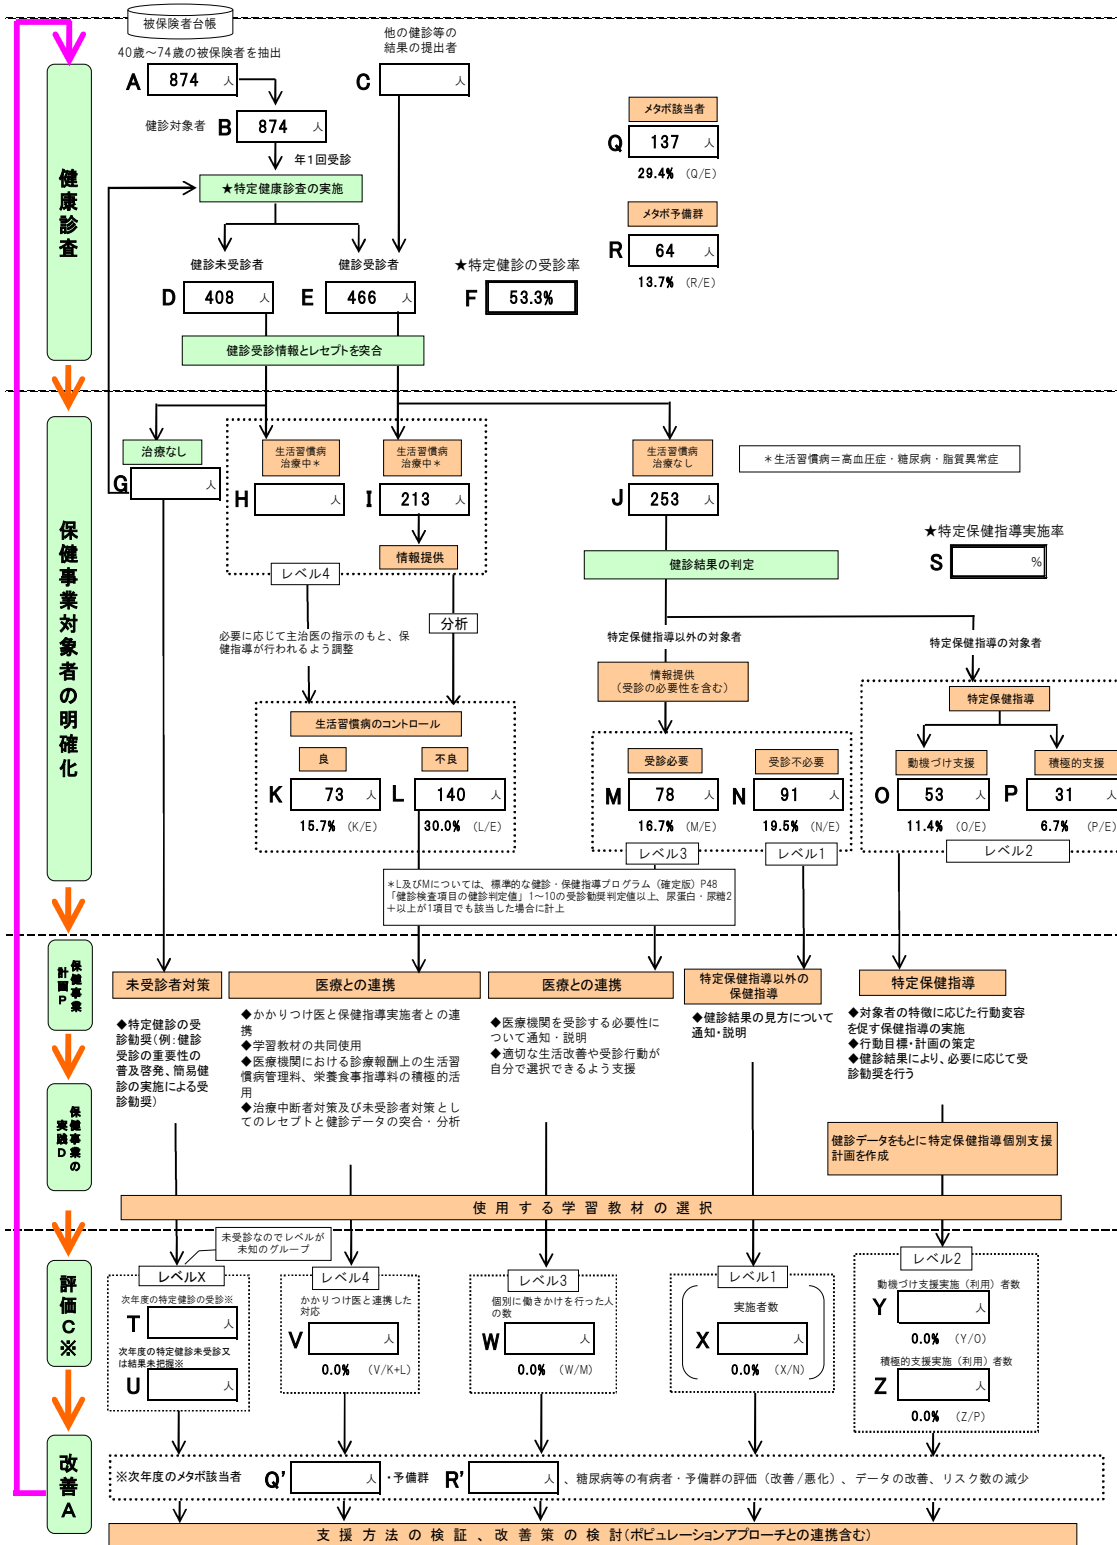 被保険者台帳
40歳～74歳の被保険者を抽出
他の健診等の
結果の提出者
A 874 人
C 人
健診対象者 B 874 人
年1回受診
★特定健康診査の実施
メタボ該当者
Q 137 人
29.4% (Q/E)
メタボ予備群
R 64 人
13.7% (R/E)
健康診査
健診未受診者
健診受診者
★特定健診の受診率
D 408 人
E 466 人
F 53.3%
健診受診情報とレセプトを突合
治療なし
G 人
生活習慣病
治療中＊
H 人
生活習慣病
治療中＊
I 213 人
情報提供
レベル4
生活習慣病
治療なし
J 253 人
＊生活習慣病＝高血圧症・糖尿病・脂質異常症
★特定保健指導実施率
S %
健診結果の判定
保健事業対象者の明確化
分析
必要に応じて主治医の指示のもと、保
健指導が行われるよう調整
特定保健指導以外の対象者
特定保健指導の対象者
情報提供
(受診の必要性を含む)
特定保健指導
生活習慣病のコントロール
良
不良
K 73 人
L 140 人
15.7% (K/E)
30.0% (L/E)
受診必要
受診不必要
M 78 人
N 91 人
16.7% (M/E)
19.5% (N/E)
レベル3
レベル1
動機づけ支援
積極的支援
O 53 人
P 31 人
11.4% (O/E)
6.7% (P/E)
レベル2
＊L及びMについては、標準的な健診・保健指導プログラム（確定版）P48
「健診検査項目の健診判定値」1～10の受診勧奨判定値以上、尿蛋白・尿糖2
＋以上が1項目でも該当した場合に計上
保健事業
計画P
未受診者対策
医療との連携
医療との連携
特定保健指導以外の
保健指導
特定保健指導
◆特定健診の受
診勧奨(例：健診
受診の重要性の
普及啓発、簡易健
診の実施による受
診勧奨)
◆かかりつけ医と保健指導実施者との連
携
◆学習教材の共同使用
◆医療機関における診療報酬上の生活習
慣病管理料、栄養食事指導料の積極的活
用
◆治療中断者対策及び未受診者対策とし
てのレセプトと健診データの突合・分析
◆医療機関を受診する必要性に
ついて通知・説明
◆適切な生活改善や受診行動が
自分で選択できるよう支援
◆健診結果の見方について
通知・説明
◆対象者の特徴に応じた行動変容
を促す保健指導の実施
◆行動目標・計画の策定
◆健診結果により、必要に応じて受
診勧奨を行う
保健事業の
実践D
健診データをもとに特定保健指導個別支援
計画を作成
使用する学習教材の選択
未受診なのでレベルが
未知のグループ
評価C※
レベルX
次年度の特定健診の受診※
T 人
次年度の特定健診未受診又
は結果未把握※
U 人
レベル4
かかりつけ医と連携した
対応
V 人
0.0% (V/K+L)
レベル3
個別に働きかけを行った人
の数
W 人
0.0% (W/M)
レベル1
実施者数
X 人
0.0% (X/N)
レベル2
動機づけ支援実施（利用）者数
Y 人
0.0% (Y/O)
積極的支援実施（利用）者数
Z 人
0.0% (Z/P)
改善A
※次年度のメタボ該当者 Q' 人 ・予備群 R' 人 、糖尿病等の有病者・予備群の評価（改善/悪化）、データの改善、リスク数の減少
支援方法の検証、改善策の検討(ポピュレーションアプローチとの連携含む)